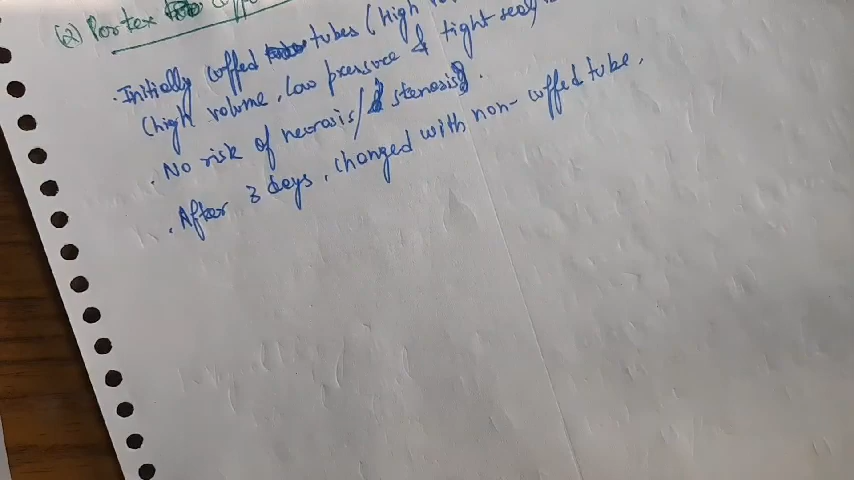 (2) Portex
. Initially cuffed tubes (High
(high volume, low pressure & tight seal)
. No risk of necrosis/ stenosis.
. After 3 days, changed with non-cuffed tube.